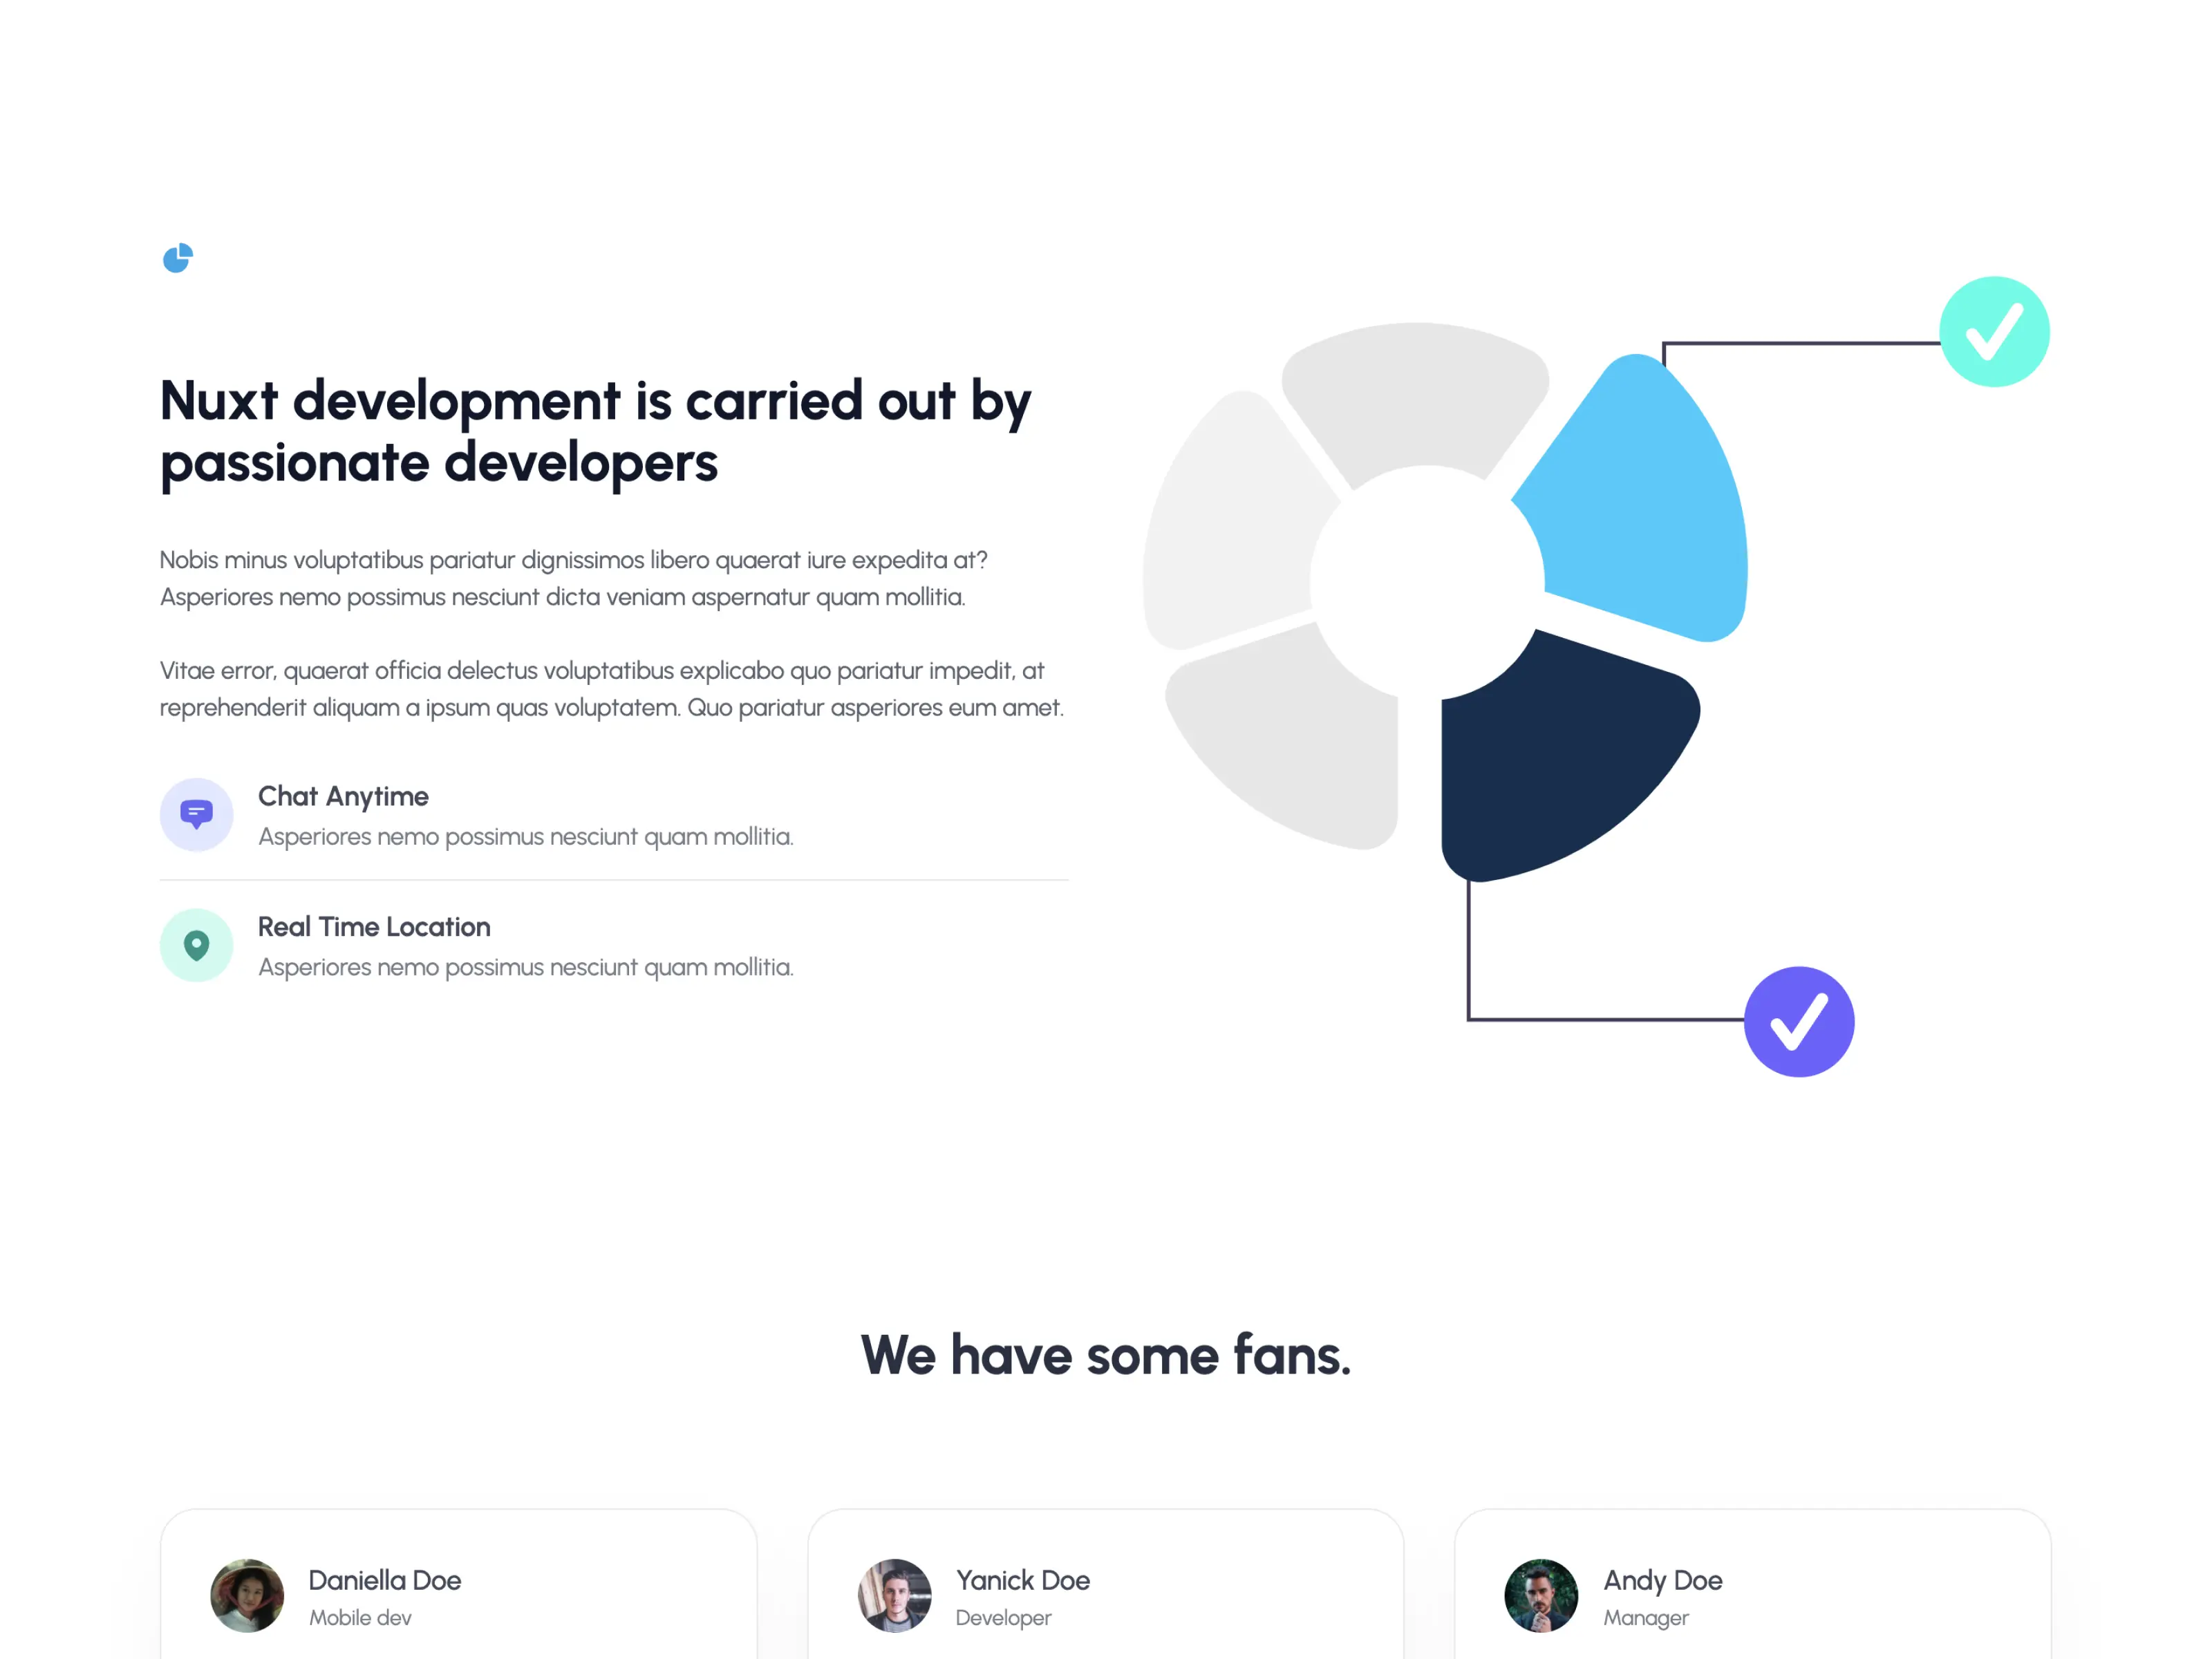 Nuxt development is carried out by
passionate developers
Nobis minus voluptatibus pariatur dignissimos libero quaerat iure expedita at?
Asperiores nemo possimus nesciunt dicta veniam aspernatur quam mollitia.
Vitae error, quaerat officia delectus voluptatibus explicabo quo pariatur impedit, at
reprehenderit aliquam a ipsum quas voluptatem. Quo pariatur asperiores eum amet.
Chat Anytime
Asperiores nemo possimus nesciunt quam mollitia.
Real Time Location
Asperiores nemo possimus nesciunt quam mollitia.
We have some fans.
Daniella Doe
Mobile dev
Yanick Doe
Developer
Andy Doe
Manager